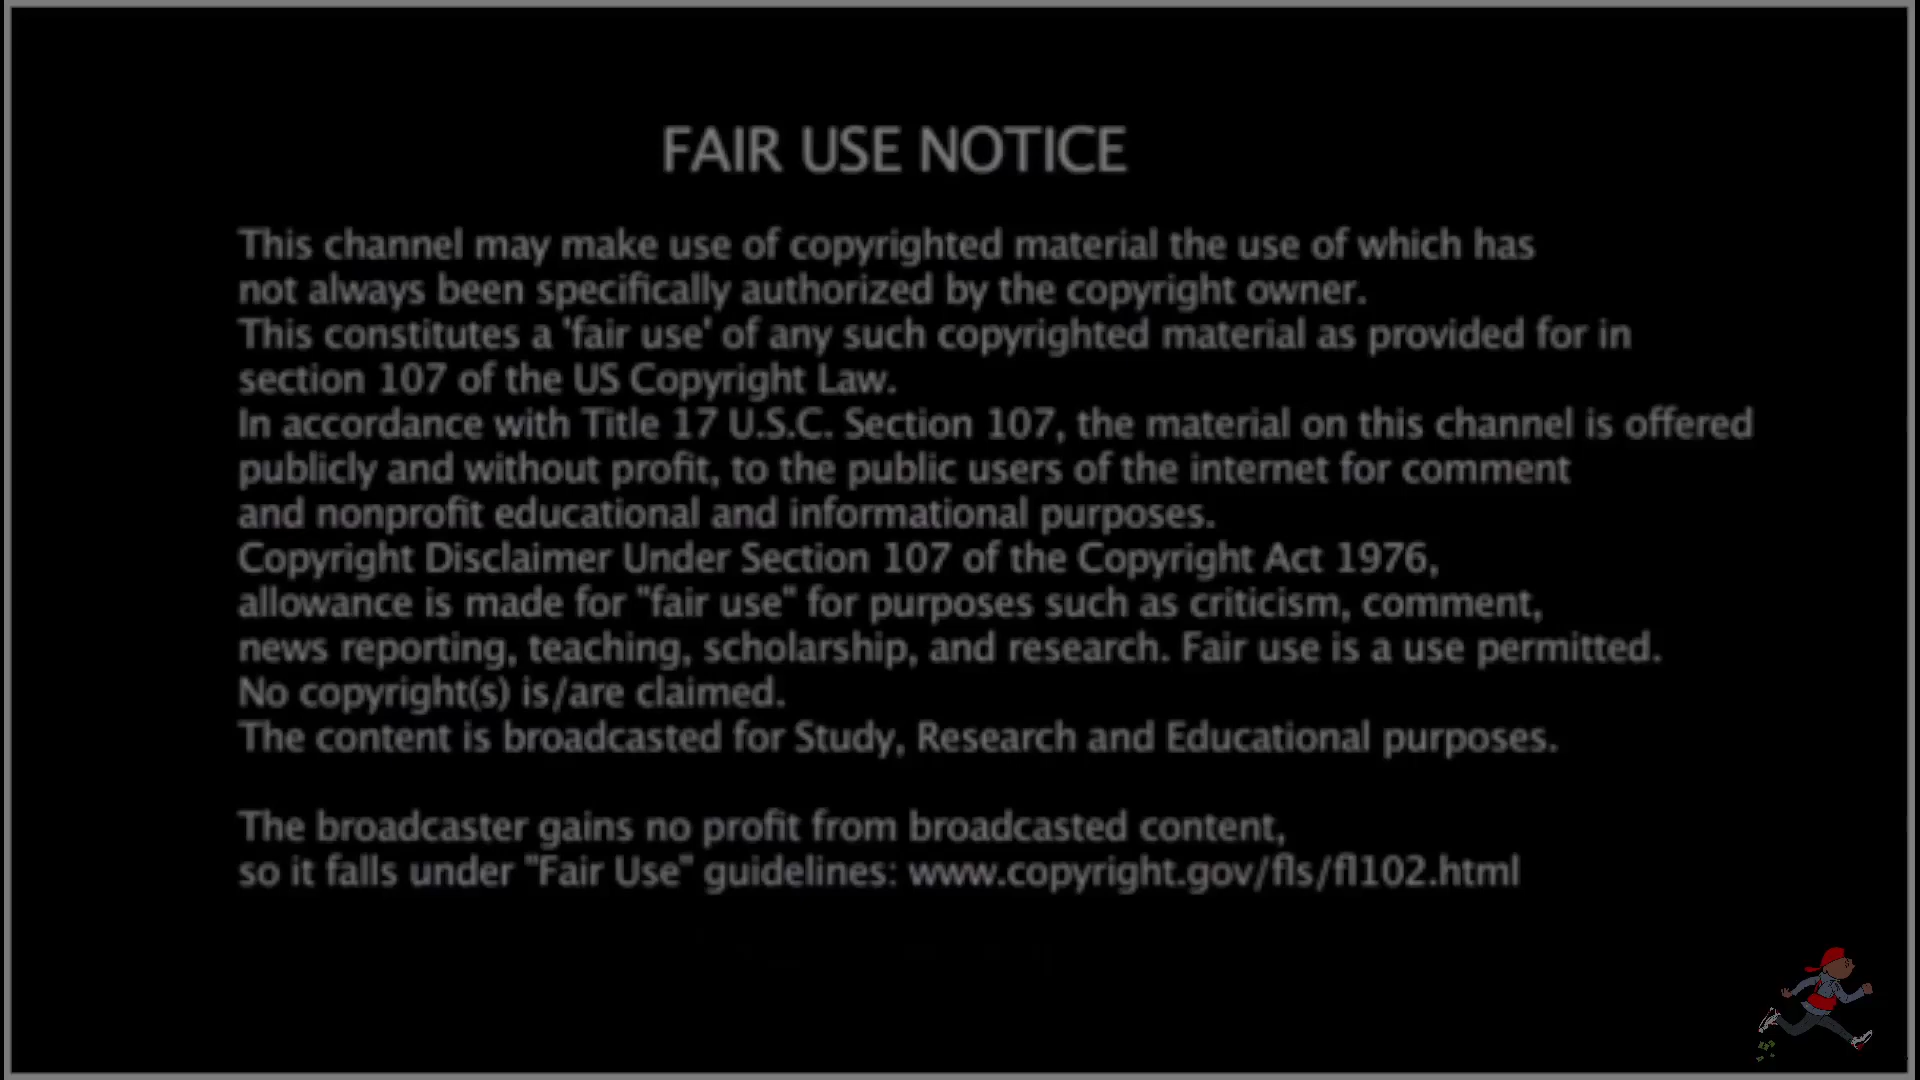 FAIR USE NOTICE
This channel may make use of copyrighted material the use of which has
not always been specifically authorized by the copyright owner.
This constitutes a 'fair use' of any such copyrighted material as provided for in
section 107 of the US Copyright Law.
In accordance with Title 17 U.S.C. Section 107, the material on this channel is offered
publicly and without profit, to the public users of the internet for comment
and nonprofit educational and informational purposes.
Copyright Disclaimer Under Section 107 of the Copyright Act 1976,
allowance is made for "fair use" for purposes such as criticism, comment,
news reporting, teaching, scholarship, and research. Fair use is a use permitted.
No copyright(s) is/are claimed.
The content is broadcasted for Study, Research and Educational purposes.
The broadcaster gains no profit from broadcasted content,
so it falls under "Fair Use" guidelines: www.copyright.gov/fls/fl102.html